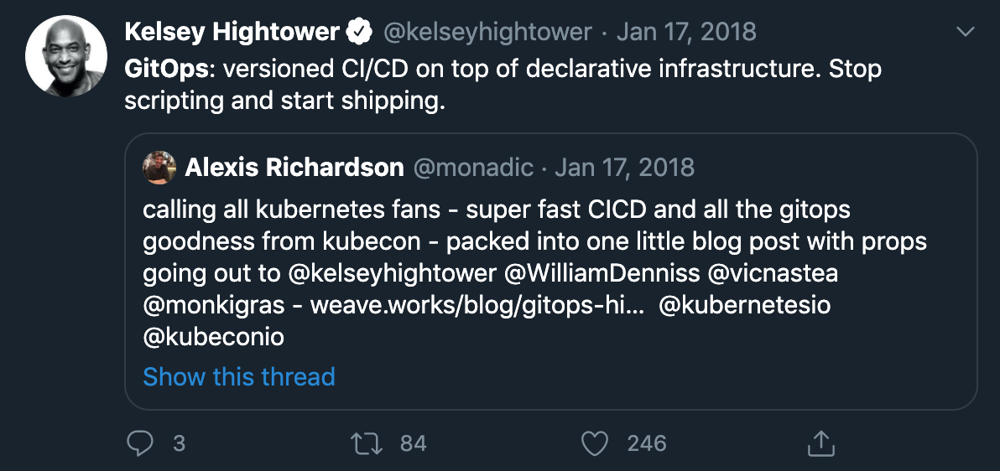 Kelsey Hightower @kelseyhightower · Jan 17, 2018
GitOps: versioned CI/CD on top of declarative infrastructure. Stop
scripting and start shipping.
Alexis Richardson @monadic · Jan 17, 2018
calling all kubernetes fans - super fast CICD and all the gitops
goodness from kubecon - packed into one little blog post with props
going out to @kelseyhightower @WilliamDenniss @vicnastea
@monkigras - weave.works/blog/gitops-hi... @kubernetesio
@kubeconio
Show this thread
3 84 246